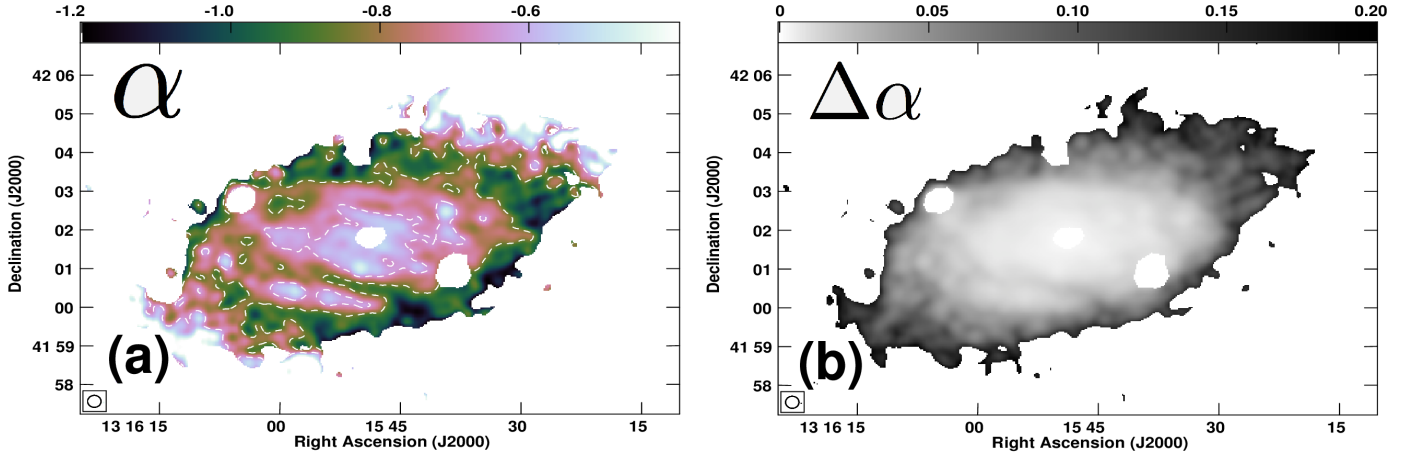 -1.2 -1.0 -0.8 -0.6
α
42 06
05
04
03
02
01
00
41 59
58
Declination (J2000)
(a)
13 16 15 00 15 45 30 15
Right Ascension (J2000)
0 0.05 0.10 0.15 0.20
Δα
42 06
05
04
03
02
01
00
41 59
58
Declination (J2000)
(b)
13 16 15 00 15 45 30 15
Right Ascension (J2000)